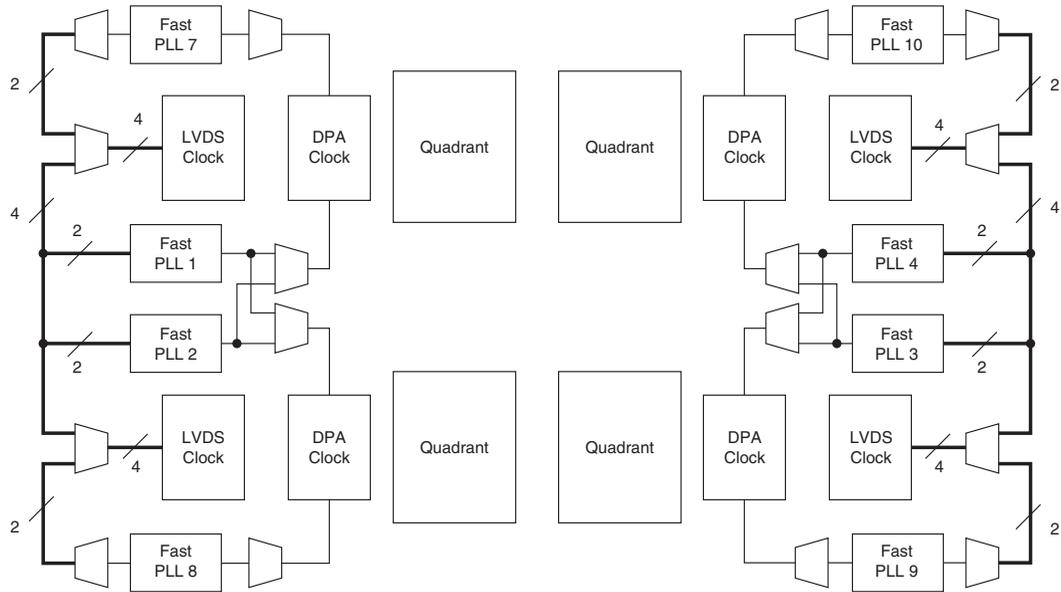 Fast
PLL 7
Fast
PLL 10
2
2
4
LVDS
Clock
DPA
Clock
Quadrant
Quadrant
DPA
Clock
LVDS
Clock
4
4
2
Fast
PLL 1
Fast
PLL 4
2
4
2
Fast
PLL 2
Fast
PLL 3
2
4
LVDS
Clock
DPA
Clock
Quadrant
Quadrant
DPA
Clock
LVDS
Clock
4
2
2
Fast
PLL 8
Fast
PLL 9